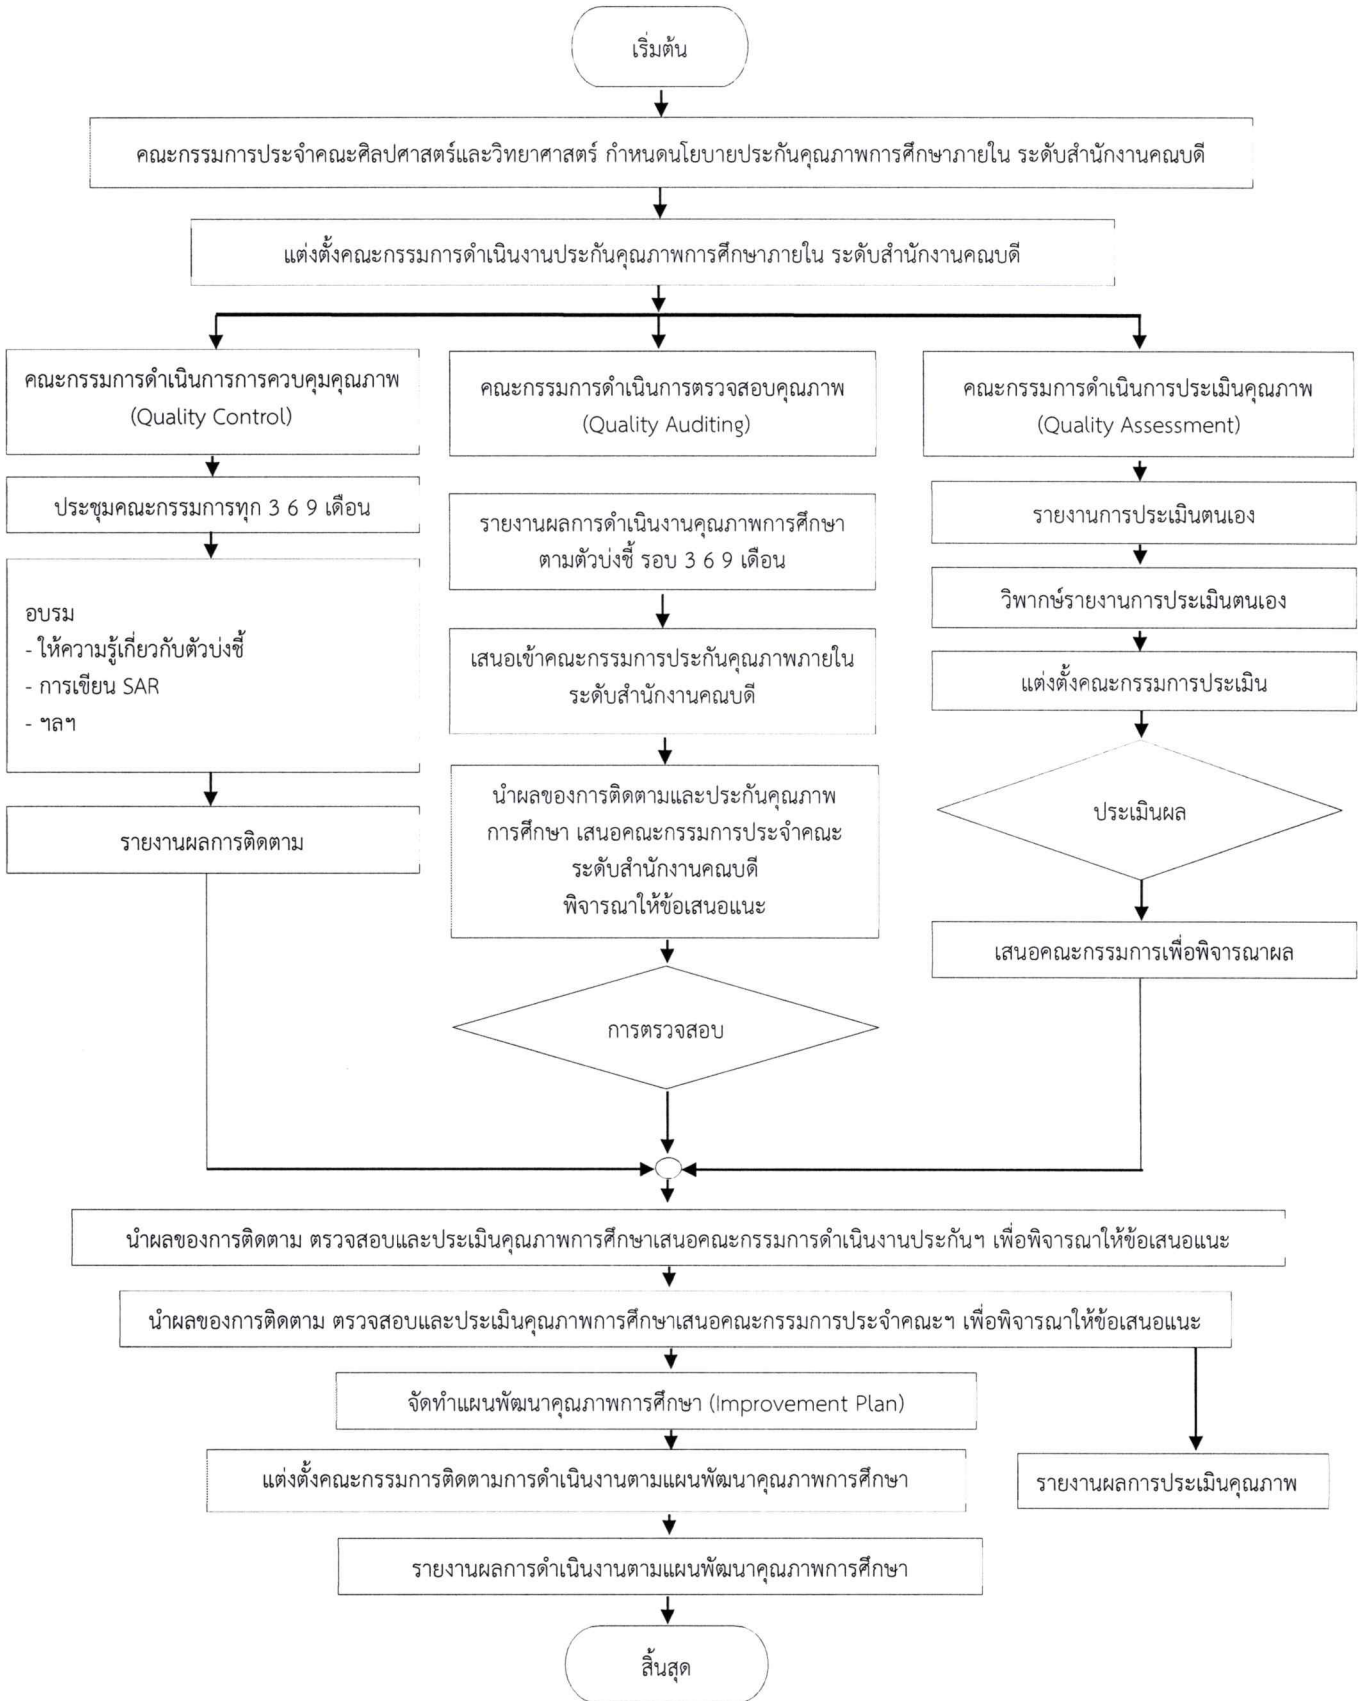 เริ่มต้น
คณะกรรมการประจำคณะศิลปศาสตร์และวิทยาศาสตร์ กำหนดนโยบายประกันคุณภาพการศึกษาภายใน ระดับสำนักงานคณบดี
แต่งตั้งคณะกรรมการดำเนินงานประกันคุณภาพการศึกษาภายใน ระดับสำนักงานคณบดี
คณะกรรมการดำเนินการการควบคุมคุณภาพ
(Quality Control)
ประชุมคณะกรรมการทุก 3 6 9 เดือน
อบรม
- ให้ความรู้เกี่ยวกับตัวบ่งชี้
- การเขียน SAR
- ฯลฯ
รายงานผลการติดตาม
คณะกรรมการดำเนินการตรวจสอบคุณภาพ
(Quality Auditing)
รายงานผลการดำเนินงานคุณภาพการศึกษา
ตามตัวบ่งชี้ รอบ 3 6 9 เดือน
เสนอเข้าคณะกรรมการประกันคุณภาพภายใน
ระดับสำนักงานคณบดี
นำผลของการติดตามและประกันคุณภาพ
การศึกษา เสนอคณะกรรมการประจำคณะ
ระดับสำนักงานคณบดี
พิจารณาให้ข้อเสนอแนะ
การตรวจสอบ
คณะกรรมการดำเนินการประเมินคุณภาพ
(Quality Assessment)
รายงานการประเมินตนเอง
วิพากษ์รายงานการประเมินตนเอง
แต่งตั้งคณะกรรมการประเมิน
ประเมินผล
เสนอคณะกรรมการเพื่อพิจารณาผล
นำผลของการติดตาม ตรวจสอบและประเมินคุณภาพการศึกษาเสนอคณะกรรมการดำเนินงานประกันฯ เพื่อพิจารณาให้ข้อเสนอแนะ
นำผลของการติดตาม ตรวจสอบและประเมินคุณภาพการศึกษาเสนอคณะกรรมการประจำคณะฯ เพื่อพิจารณาให้ข้อเสนอแนะ
จัดทำแผนพัฒนาคุณภาพการศึกษา (Improvement Plan)
แต่งตั้งคณะกรรมการติดตามการดำเนินงานตามแผนพัฒนาคุณภาพการศึกษา
รายงานผลการประเมินคุณภาพ
รายงานผลการดำเนินงานตามแผนพัฒนาคุณภาพการศึกษา
สิ้นสุด